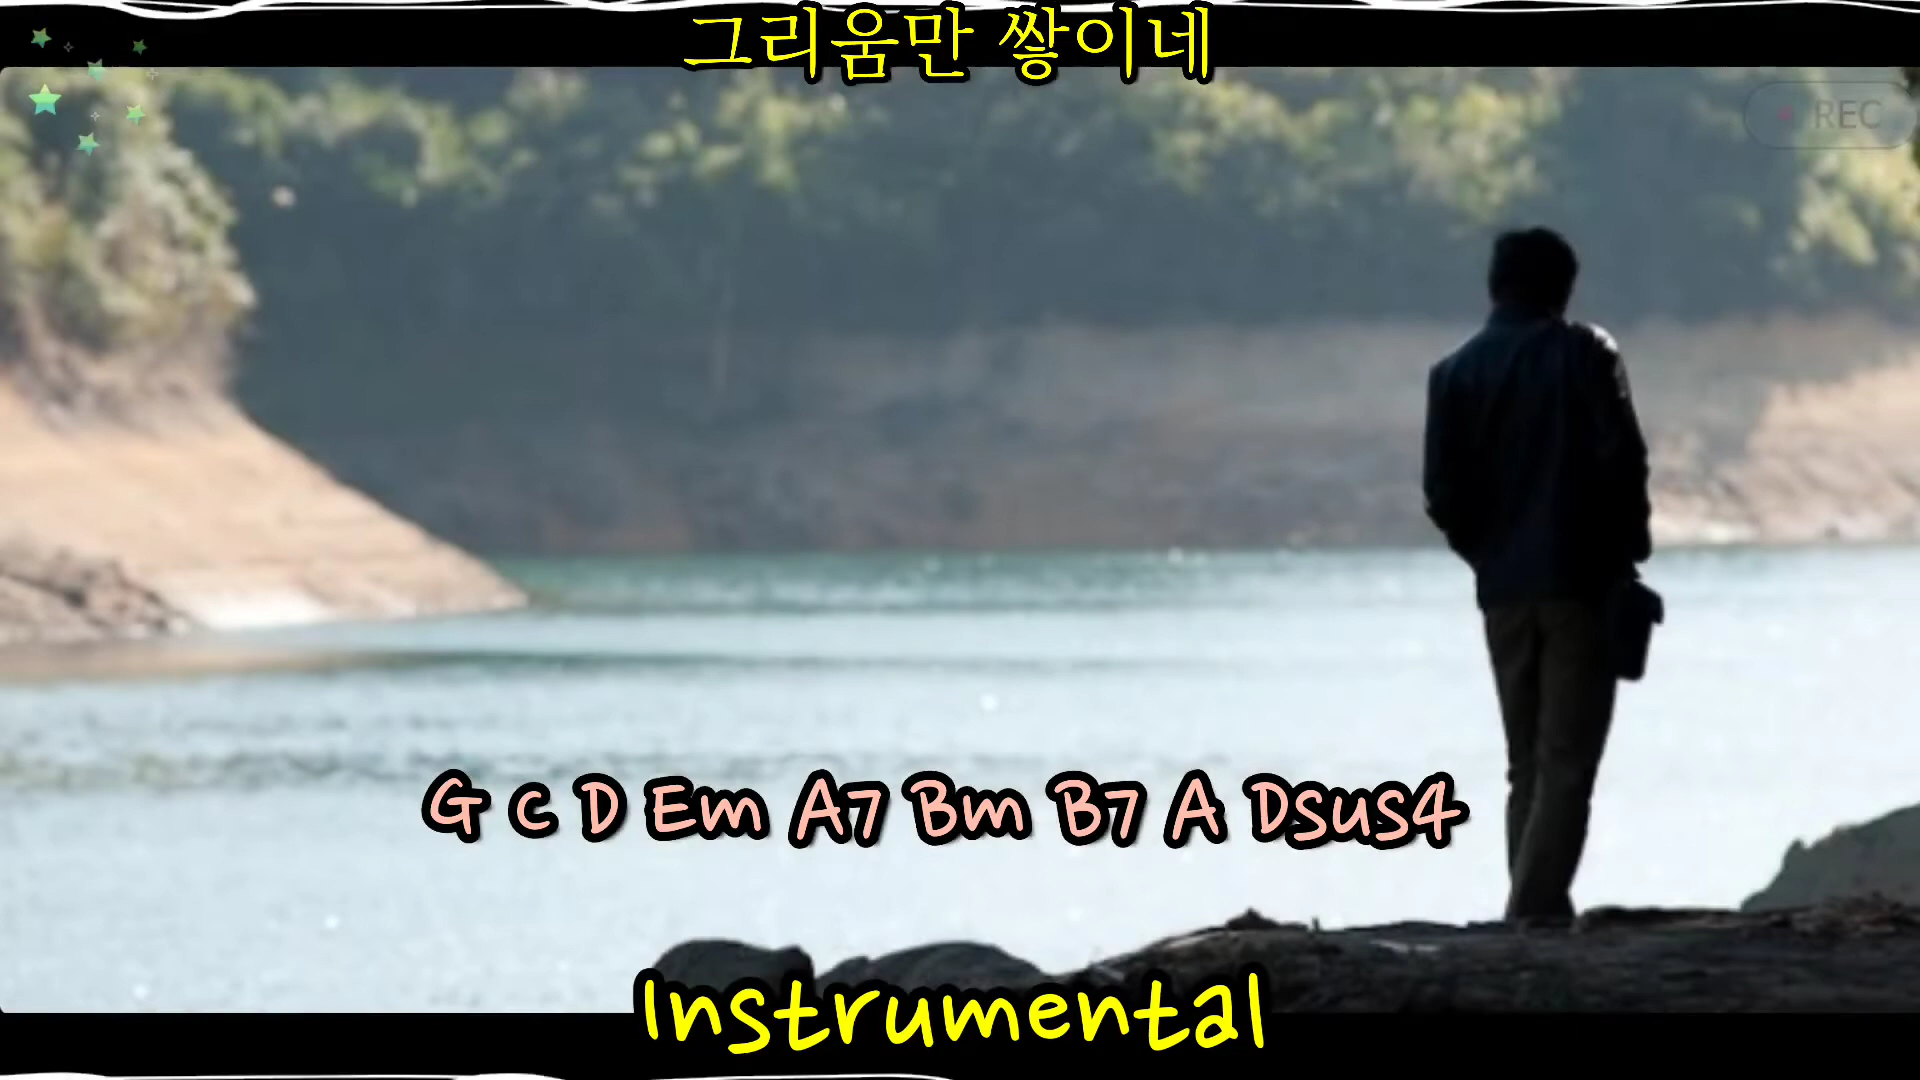 그리움만 쌓이네
REC
G C D Em A7 Bm B7 A Dsus4
Instrumental